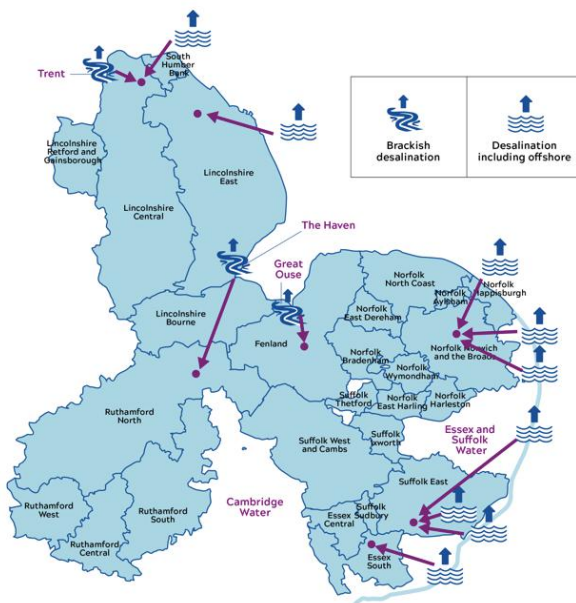 South
Humber
Bank
Trent
Brackish
desalination
Desalination
including offshore
Lincolnshire
Retford and
Gainsborough
Lincolnshire
East
Lincolnshire
Central
The Haven
Great
Ouse
Norfolk
North Coast
Norfolk
Aylsham
Norfolk
Happisburgh
Norfolk
East Dereham
Lincolnshire
Bourne
Fenland
Norfolk Norwich
and the Broads
Norfolk
Bradenham
Norfolk
Wymondham
Suffolk
Thetford
Norfolk
East Harling
Norfolk
Harleston
Ruthamford
North
Suffolk West
and Cambs
Suffolk
Ixworth
Essex and
Suffolk
Water
Suffolk East
Ruthamford
West
Ruthamford
South
Cambridge
Water
Essex
Central
Suffolk
Sudbury
Ruthamford
Central
Essex
South